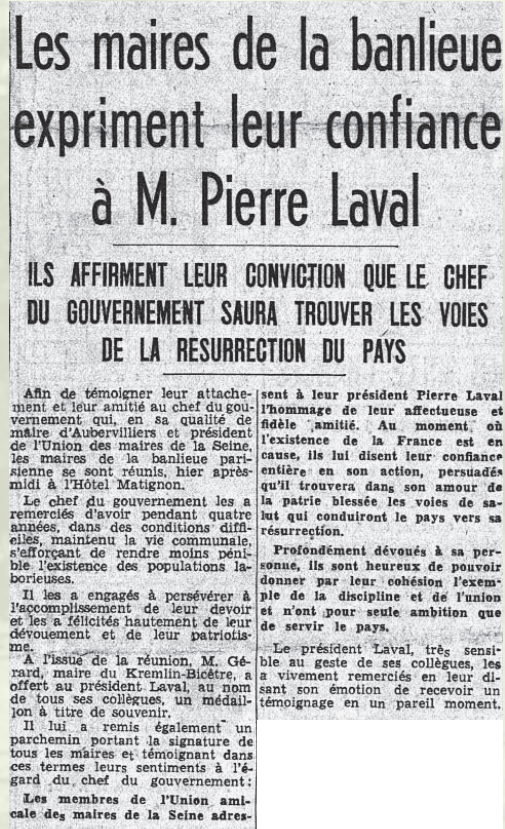 Les maires de la banlieue
expriment leur confiance
à M. Pierre Laval
ILS AFFIRMENT LEUR CONVICTION QUE LE CHEF
DU GOUVERNEMENT SAURA TROUVER LES VOIES
DE LA RESURRECTION DU PAYS
Afin de témoigner leur attache-
ment et leur amitié au chef du gou-
vernement qui, en sa qualité de
maire d'Aubervilliers et président
de l'Union des maires de la Seine,
les maires de la banlieue pari-
sienne se sont réunis, hier après-
midi à l'Hôtel Matignon.
Le chef du gouvernement les a
remerciés d'avoir pendant quatre
années, dans des conditions diffi-
ciles, maintenu la vie communale,
s'efforçant de rendre moins péni-
ble l'existence des populations la-
borieuses.
Il les a engagés à persévérer à
l'accomplissement de leur devoir
et les a félicités hautement de leur
dévouement et de leur patriotis-
me.
A l'issue de la réunion, M. Gé-
rard, maire du Kremlin-Bicêtre, a
offert au président Laval, au nom
de tous ses collègues, un médail-
lon à titre de souvenir.
Il lui a remis également un
parchemin portant la signature de
tous les maires et témoignant dans
ces termes leurs sentiments à l'é-
gard du chef du gouvernement :
Les membres de l'Union ami-
cale des maires de la Seine adres-
sent à leur président Pierre Laval
l'hommage de leur affectueuse et
fidèle amitié. Au moment où
l'existence de la France est en
cause, ils lui disent leur confiance
entière en son action, persuadés
qu'il trouvera dans son amour de
la patrie blessée les voies de sa-
lut qui conduiront le pays vers sa
résurrection.
Profondément dévoués à sa per-
sonne, ils sont heureux de pouvoir
donner par leur cohésion l'exem-
ple de la discipline et de l'union
et n'ont pour seule ambition que
de servir le pays.
Le président Laval, très sensi-
ble au geste de ses collègues, les
a vivement remerciés en leur di-
sant son émotion de recevoir un
témoignage en un pareil moment.